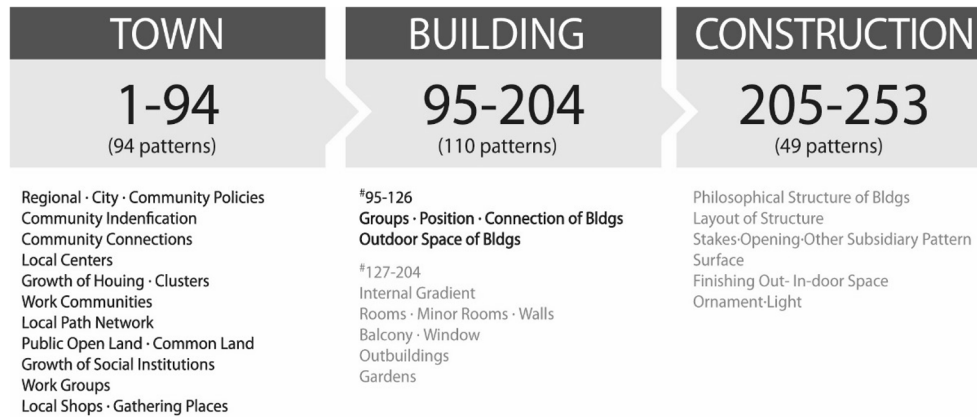 TOWN
1-94
(94 patterns)
Regional · City · Community Policies
Community Indenfication
Community Connections
Local Centers
Growth of Houing · Clusters
Work Communities
Local Path Network
Public Open Land · Common Land
Growth of Social Institutions
Work Groups
Local Shops · Gathering Places
BUILDING
95-204
(110 patterns)
#95-126
Groups · Position · Connection of Bldgs
Outdoor Space of Bldgs
#127-204
Internal Gradient
Rooms · Minor Rooms · Walls
Balcony · Window
Outbuildings
Gardens
CONSTRUCTION
205-253
(49 patterns)
Philosophical Structure of Bldgs
Layout of Structure
Stakes·Opening·Other Subsidiary Pattern
Surface
Finishing Out- In-door Space
Ornament·Light